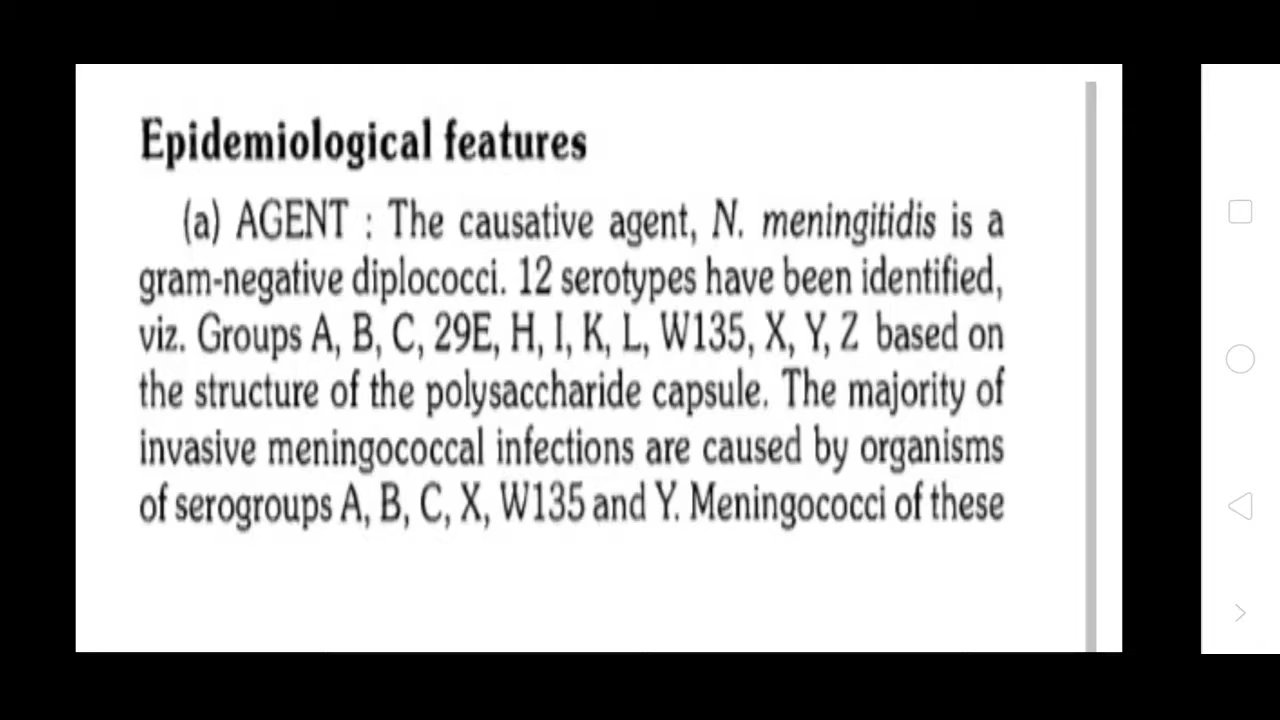 Epidemiological features
(a) AGENT : The causative agent, N. meningitidis is a
gram-negative diplococci. 12 serotypes have been identified,
viz. Groups A, B, C, 29E, H, I, K, L, W135, X, Y, Z based on
the structure of the polysaccharide capsule. The majority of
invasive meningococcal infections are caused by organisms
of serogroups A, B, C, X, W135 and Y. Meningococci of these